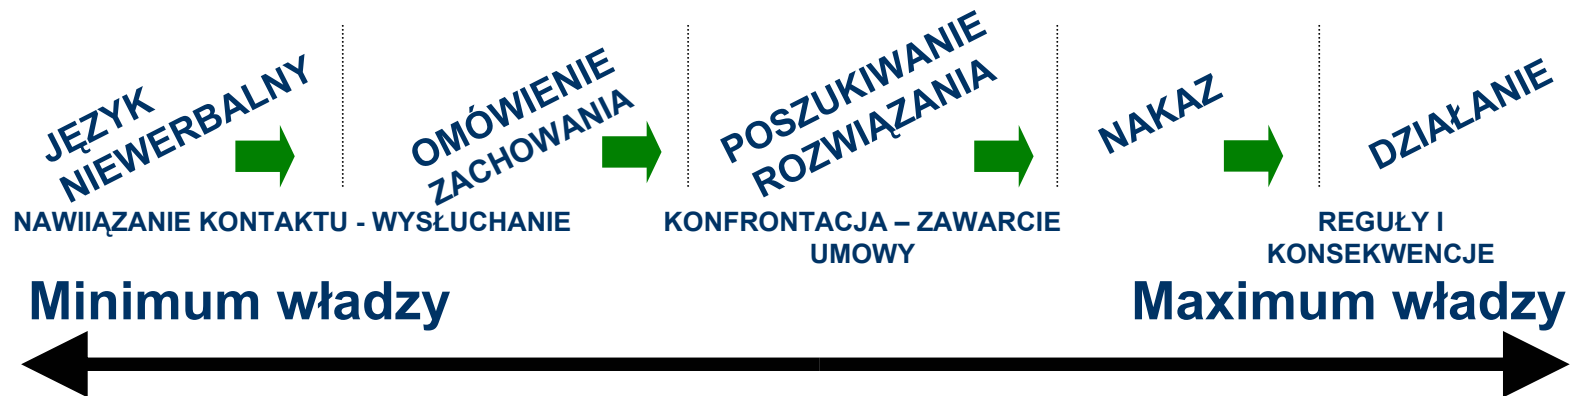 JĘZYK
NIEWERBALNY
OMÓWIENIE
ZACHOWANIA
POSZUKIWANIE
ROZWIĄZANIA
NAKAZ
DZIAŁANIE
NAWIIĄZANIE KONTAKTU - WYSŁUCHANIE
KONFRONTACJA – ZAWARCIE
UMOWY
REGUŁY I
KONSEKWENCJE
Minimum władzy
Maximum władzy